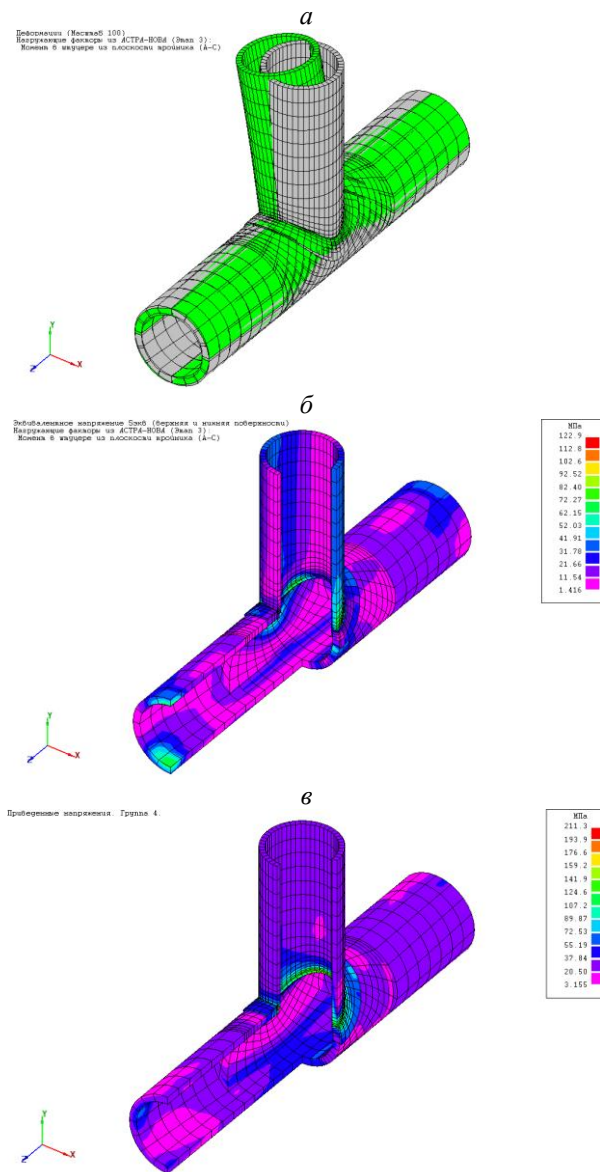 а
Деформации (Масштаб 100)
Нагружающие факторы из АСТРА-НОВА (Этап 3):
Момент в штуцере из плоскости тройника (A-C)
Y
X
Z
б
Эквивалентное напряжение Sэкв (верхняя и нижняя поверхности)
Нагружающие факторы из АСТРА-НОВА (Этап 3):
Момент в штуцере из плоскости тройника (A-C)
МПа
122.9
112.8
102.6
92.52
82.40
72.27
62.15
52.03
41.91
31.78
21.66
11.54
1.416
Y
X
Z
в
Приведенные напряжения. Группа 4.
МПа
211.3
193.9
176.6
159.2
141.9
124.6
107.2
89.87
72.53
55.19
37.84
20.50
3.155
Y
X
Z